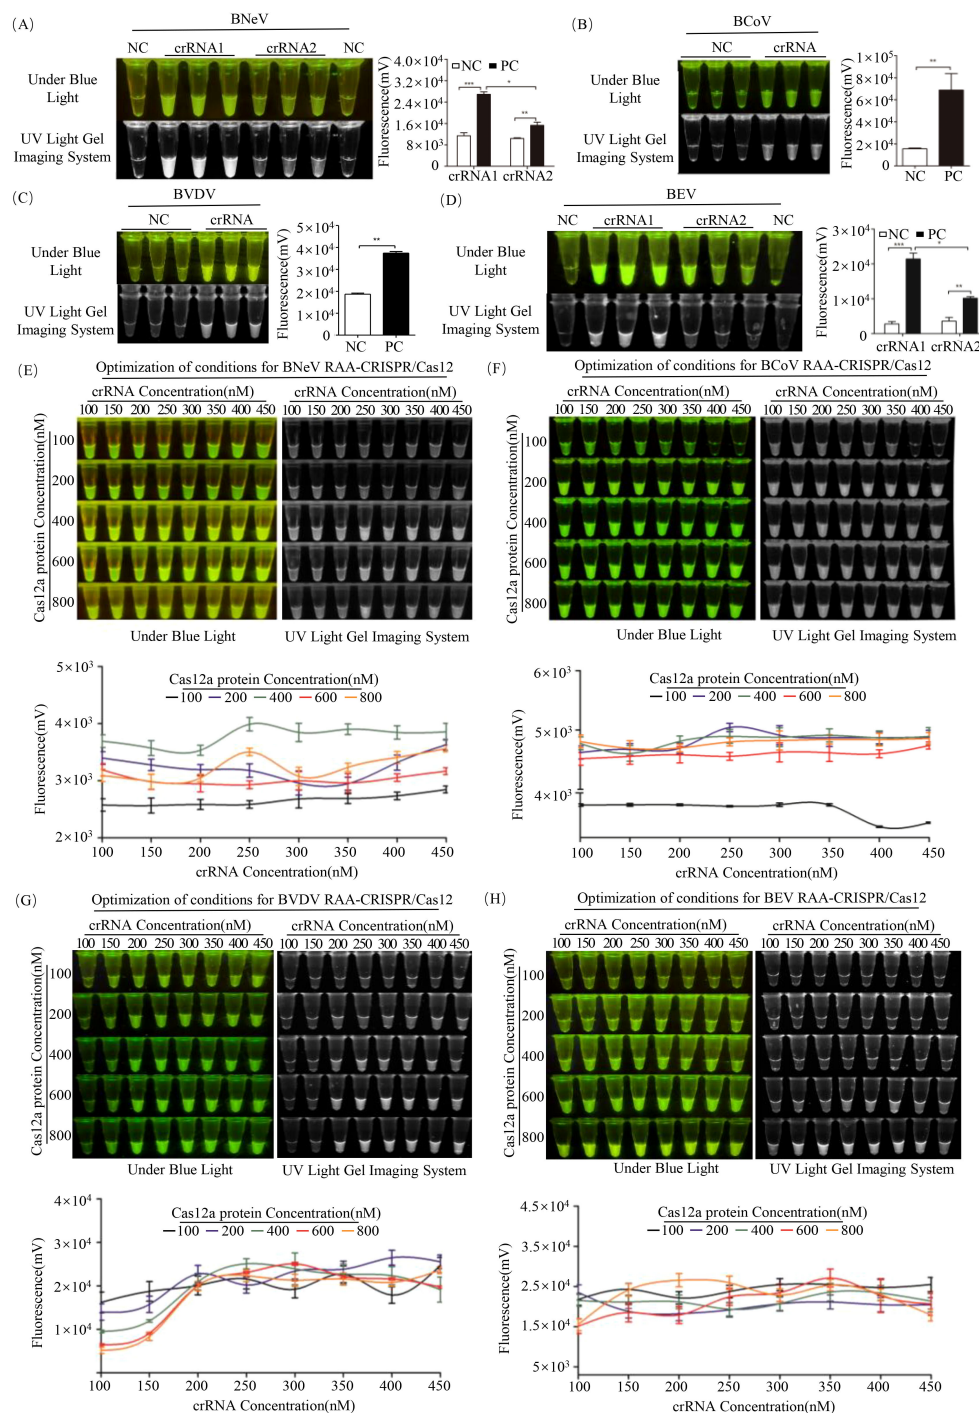 (A)
BNeV
NC crRNA1 crRNA2 NC
Under Blue
Light
UV Light Gel
Imaging System
Fluorescence(mV)
4.0×10⁴
2.8×10⁴
1.6×10⁴
8×10³
0
NC PC
***
*
**
crRNA1 crRNA2
(B)
BCoV
NC crRNA
Under Blue
Light
UV Light Gel
Imaging System
Fluorescence(mV)
1×10⁵
8×10⁴
6×10⁴
4×10⁴
2×10⁴
0
**
NC PC
(C)
BVDV
NC crRNA
Under Blue
Light
UV Light Gel
Imaging System
Fluorescence(mV)
5×10⁴
4×10⁴
3×10⁴
2×10⁴
1×10⁴
0
**
NC PC
(D)
BEV
NC crRNA1 crRNA2 NC
Under Blue
Light
UV Light Gel
Imaging System
Fluorescence(mV)
3×10⁴
2×10⁴
1×10⁴
0
NC PC
***
*
**
crRNA1 crRNA2
(E)
Optimization of conditions for BNeV RAA-CRISPR/Cas12
crRNA Concentration(nM) crRNA Concentration(nM)
100 150 200 250 300 350 400 450 100 150 200 250 300 350 400 450
Cas12a protein Concentration(nM)
100
200
400
600
800
Under Blue Light UV Light Gel Imaging System
Fluorescence(mV)
5×10³
4×10³
3×10³
2×10³
Cas12a protein Concentration(nM)
100 200 400 600 800
100 150 200 250 300 350 400 450
crRNA Concentration(nM)
(F)
Optimization of conditions for BCoV RAA-CRISPR/Cas12
crRNA Concentration(nM) crRNA Concentration(nM)
100 150 200 250 300 350 400 450 100 150 200 250 300 350 400 450
Cas12a protein Concentration(nM)
100
200
400
600
800
Under Blue Light UV Light Gel Imaging System
Fluorescence(mV)
6×10³
5×10³
4×10³
Cas12a protein Concentration(nM)
100 200 400 600 800
100 150 200 250 300 350 400 450
crRNA Concentration(nM)
(G)
Optimization of conditions for BVDV RAA-CRISPR/Cas12
crRNA Concentration(nM) crRNA Concentration(nM)
100 150 200 250 300 350 400 450 100 150 200 250 300 350 400 450
Cas12a protein Concentration(nM)
100
200
400
600
800
Under Blue Light UV Light Gel Imaging System
Fluorescence(mV)
4×10⁴
3×10⁴
2×10⁴
1×10⁴
Cas12a protein Concentration(nM)
100 200 400 600 800
100 150 200 250 300 350 400 450
crRNA Concentration(nM)
(H)
Optimization of conditions for BEV RAA-CRISPR/Cas12
crRNA Concentration(nM) crRNA Concentration(nM)
100 150 200 250 300 350 400 450 100 150 200 250 300 350 400 450
Cas12a protein Concentration(nM)
100
200
400
600
800
Under Blue Light UV Light Gel Imaging System
Fluorescence(mV)
4.5×10⁴
3.5×10⁴
2.5×10⁴
1.5×10⁴
5×10³
Cas12a protein Concentration(nM)
100 200 400 600 800
100 150 200 250 300 350 400 450
crRNA Concentration(nM)